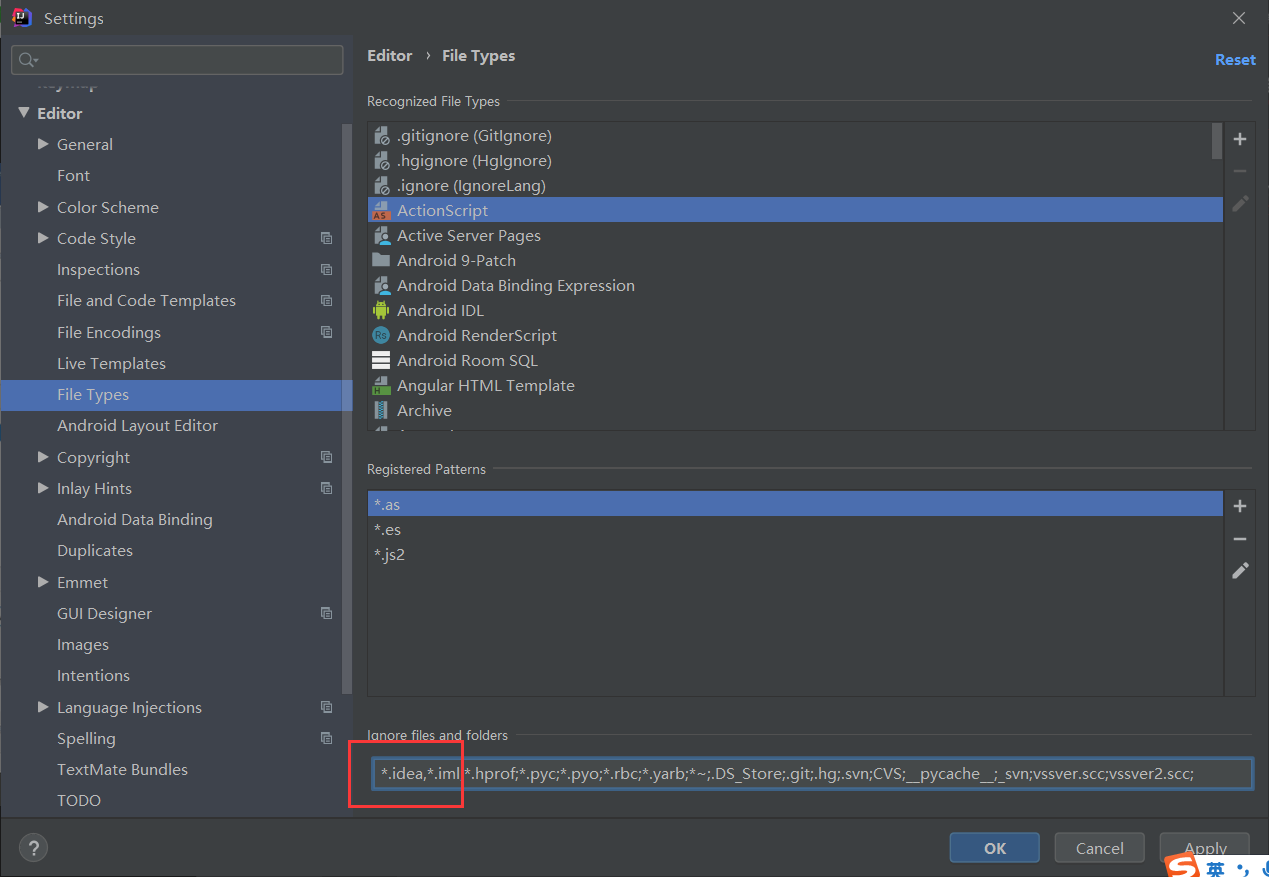 Settings
Editor › File Types
Reset
Editor
General
Font
Color Scheme
Code Style
Inspections
File and Code Templates
File Encodings
Live Templates
File Types
Android Layout Editor
Copyright
Inlay Hints
Android Data Binding
Duplicates
Emmet
GUI Designer
Images
Intentions
Language Injections
Spelling
TextMate Bundles
TODO
Recognized File Types
.gitignore (GitIgnore)
.hgignore (HgIgnore)
.ignore (IgnoreLang)
ActionScript
Active Server Pages
Android 9-Patch
Android Data Binding Expression
Android IDL
Android RenderScript
Android Room SQL
Angular HTML Template
Archive
Registered Patterns
*.as
*.es
*.js2
Ignore files and folders
*.idea,*.iml *.hprof;*.pyc;*.pyo;*.rbc;*.yarb;*~;.DS_Store;.git;.hg;.svn;CVS;__pycache__;_svn;vssver.scc;vssver2.scc;
?
OK
Cancel
Apply
英